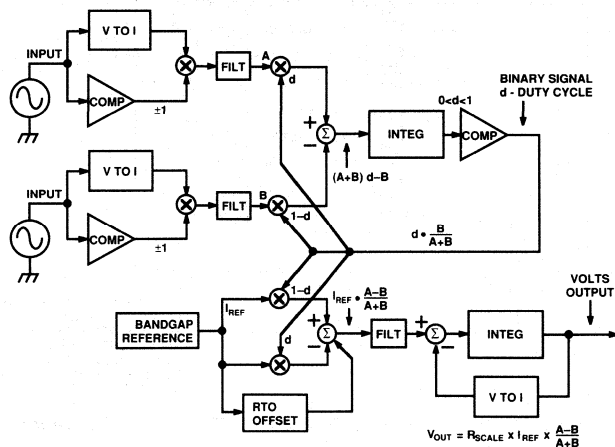 V TO I
INPUT
COMP
±1
FILT
A
d
+
−
Σ
INTEG
0<d<1
COMP
BINARY SIGNAL
d - DUTY CYCLE
(A+B) d–B
V TO I
INPUT
COMP
±1
FILT
B
1–d
d • B/A+B
1–d
IREF
BANDGAP
REFERENCE
d
+
−
Σ
IREF • A–B/A+B
FILT
+
−
Σ
INTEG
VOLTS
OUTPUT
V TO I
RTO
OFFSET
VOUT = RSCALE x IREF x A–B/A+B